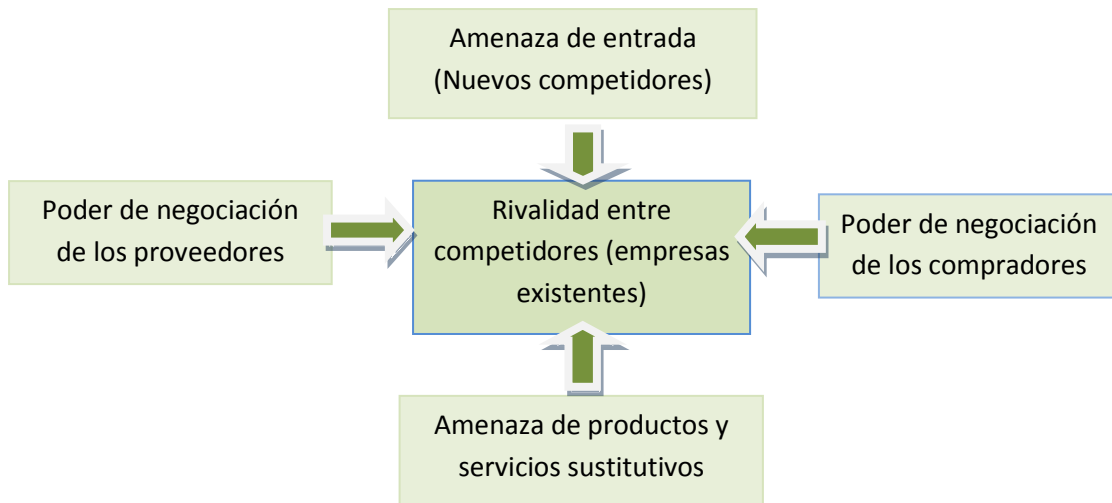 Amenaza de entrada
(Nuevos competidores)
Poder de negociación
de los proveedores
Rivalidad entre
competidores (empresas
existentes)
Poder de negociación
de los compradores
Amenaza de productos y
servicios sustitutivos